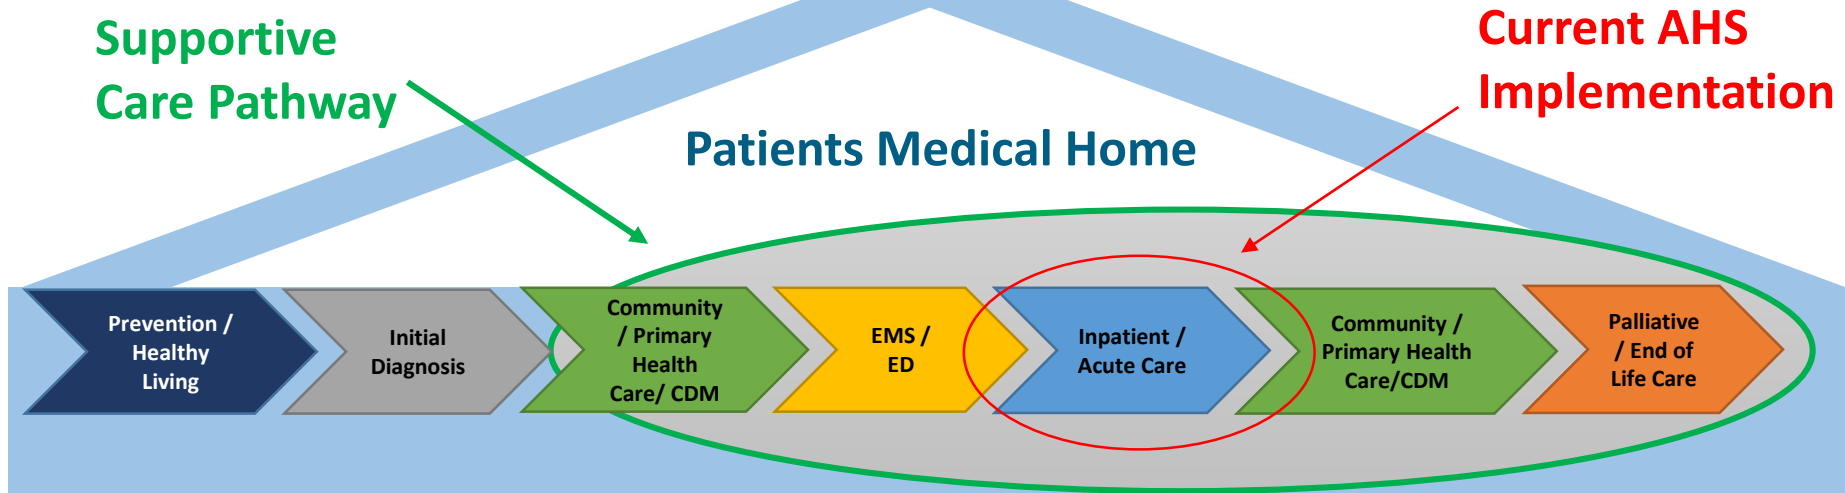 Supportive
Care Pathway
Current AHS
Implementation
Patients Medical Home
Prevention /
Healthy
Living
Initial
Diagnosis
Community
/ Primary
Health
Care/ CDM
EMS /
ED
Inpatient /
Acute Care
Community /
Primary Health
Care/CDM
Palliative
/ End of
Life Care